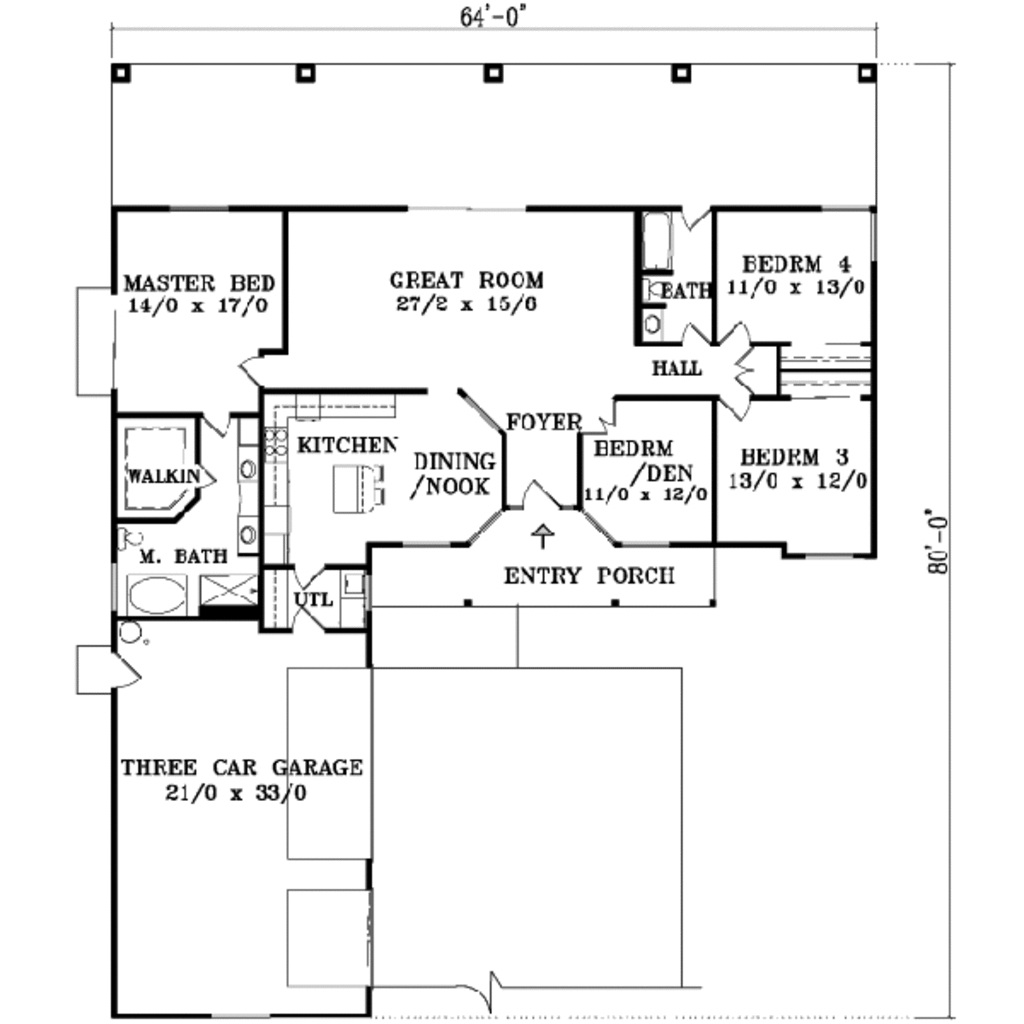 64'-0"
MASTER BED
14/0 x 17/0
GREAT ROOM
27/2 x 15/6
BATH
BEDRM 4
11/0 x 13/0
HALL
FOYER
KITCHEN
DINING
/NOOK
BEDRM
/DEN
11/0 x 12/0
BEDRM 3
13/0 x 12/0
WALKIN
M. BATH
UTL
ENTRY PORCH
80'-0"
THREE CAR GARAGE
21/0 x 33/0